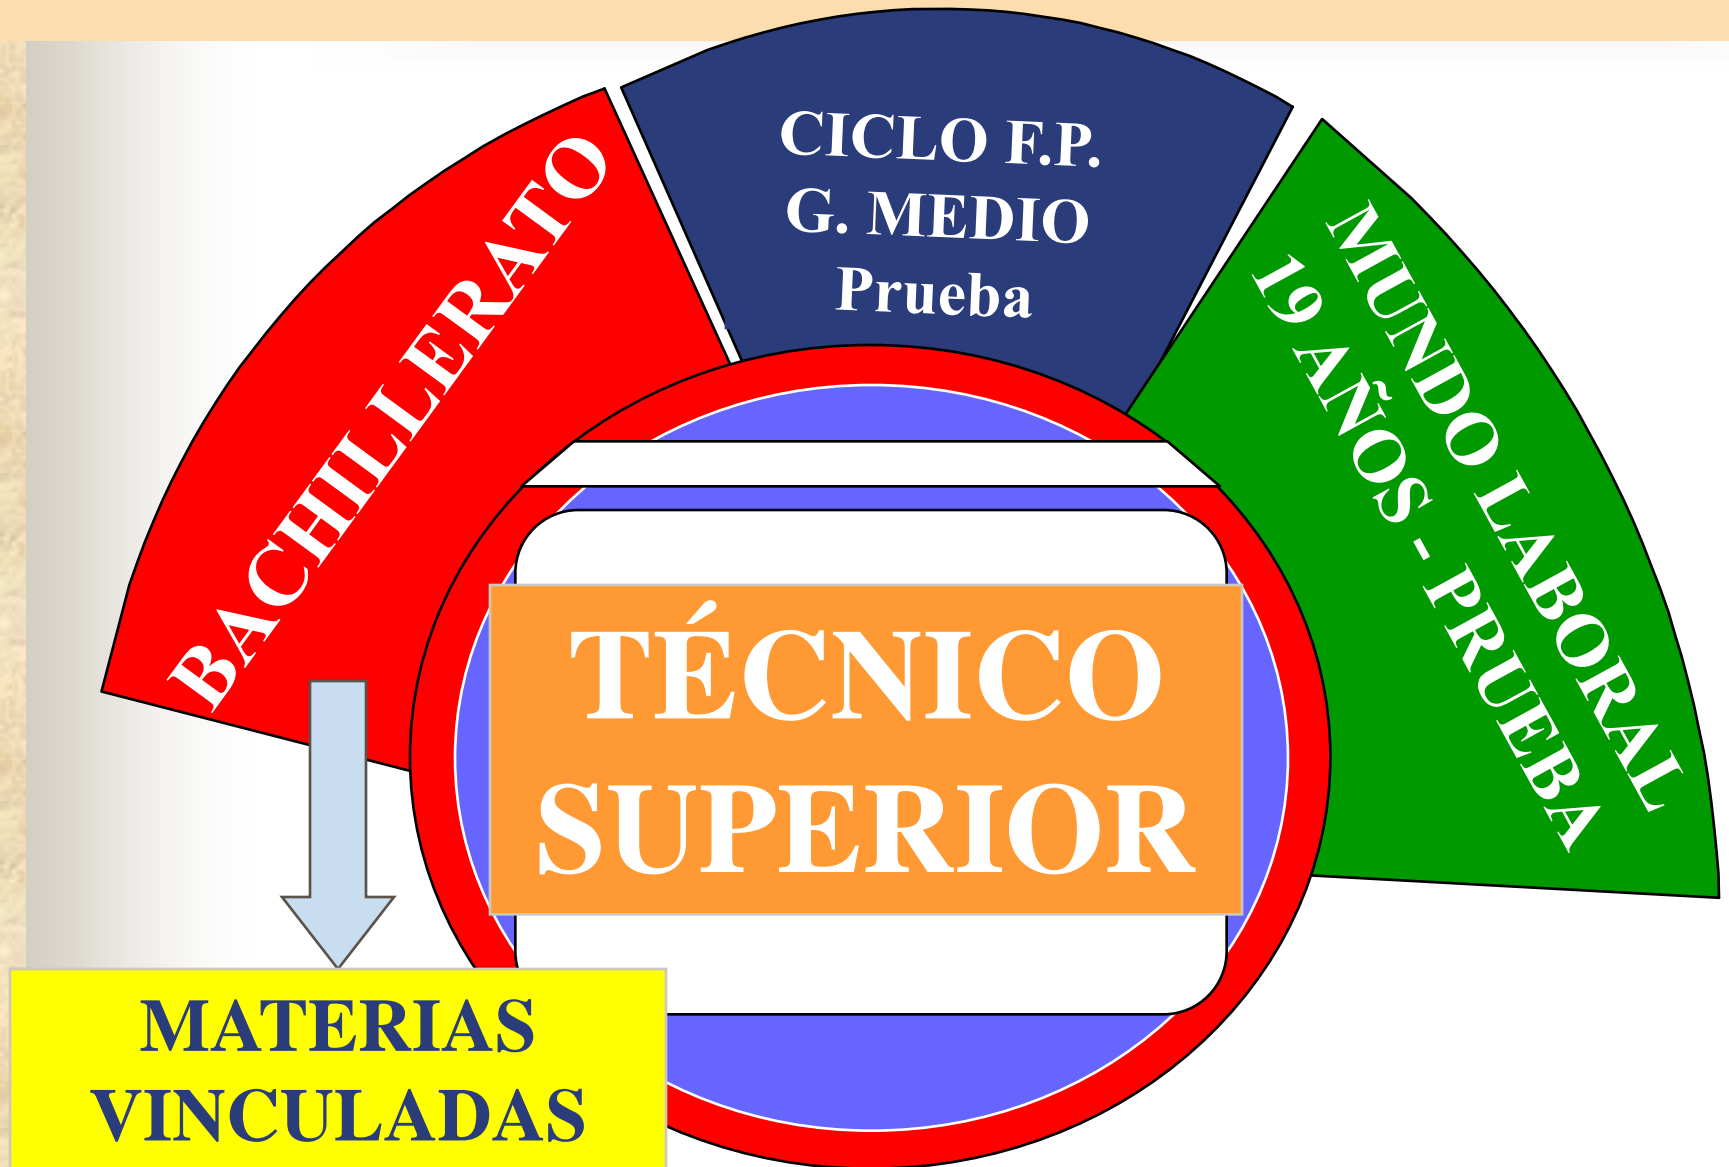 BACHILLERATO
CICLO F.P.
G. MEDIO
Prueba
MUNDO LABORAL
19 AÑOS - PRUEBA
TÉCNICO
SUPERIOR
MATERIAS
VINCULADAS